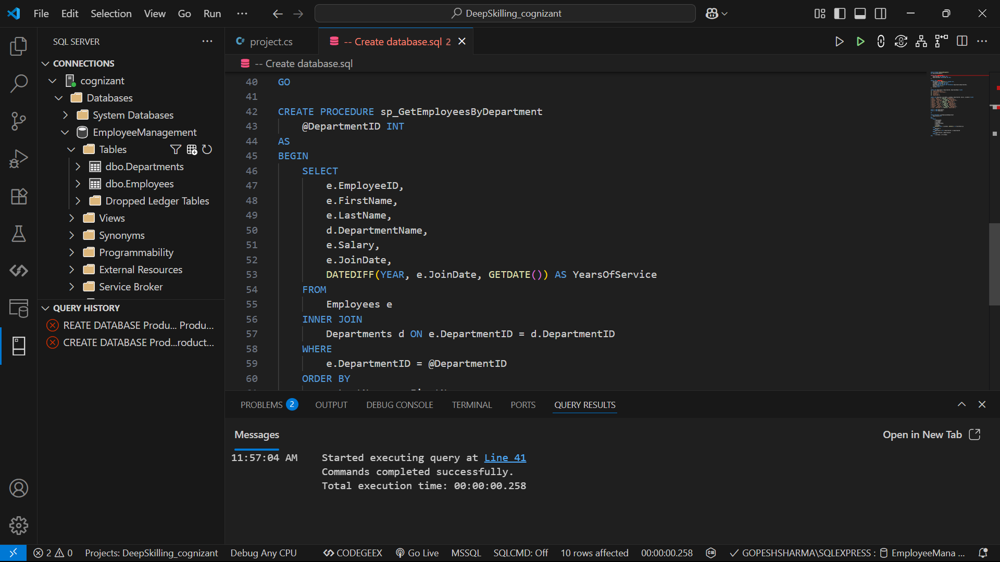 File Edit Selection View Go Run ··· DeepSkilling_cognizant
SQL SERVER
CONNECTIONS
cognizant
Databases
System Databases
EmployeeManagement
Tables
dbo.Departments
dbo.Employees
Dropped Ledger Tables
Views
Synonyms
Programmability
External Resources
Service Broker
QUERY HISTORY
REATE DATABASE Produ... Produ...
CREATE DATABASE Prod...roduct...
project.cs
-- Create database.sql 2
-- Create database.sql
40 GO
41
42 CREATE PROCEDURE sp_GetEmployeesByDepartment
43 @DepartmentID INT
44 AS
45 BEGIN
46 SELECT
47 e.EmployeeID,
48 e.FirstName,
49 e.LastName,
50 d.DepartmentName,
51 e.Salary,
52 e.JoinDate,
53 DATEDIFF(YEAR, e.JoinDate, GETDATE()) AS YearsOfService
54 FROM
55 Employees e
56 INNER JOIN
57 Departments d ON e.DepartmentID = d.DepartmentID
58 WHERE
59 e.DepartmentID = @DepartmentID
60 ORDER BY
PROBLEMS 2 OUTPUT DEBUG CONSOLE TERMINAL PORTS QUERY RESULTS
Messages Open in New Tab
11:57:04 AM Started executing query at Line 41
Commands completed successfully.
Total execution time: 00:00:00.258
2 0 Projects: DeepSkilling_cognizant Debug Any CPU CODEGEEX Go Live MSSQL SQLCMD: Off 10 rows affected 00:00:00.258 GOPESHSHARMA\SQLEXPRESS : EmployeeMana ...